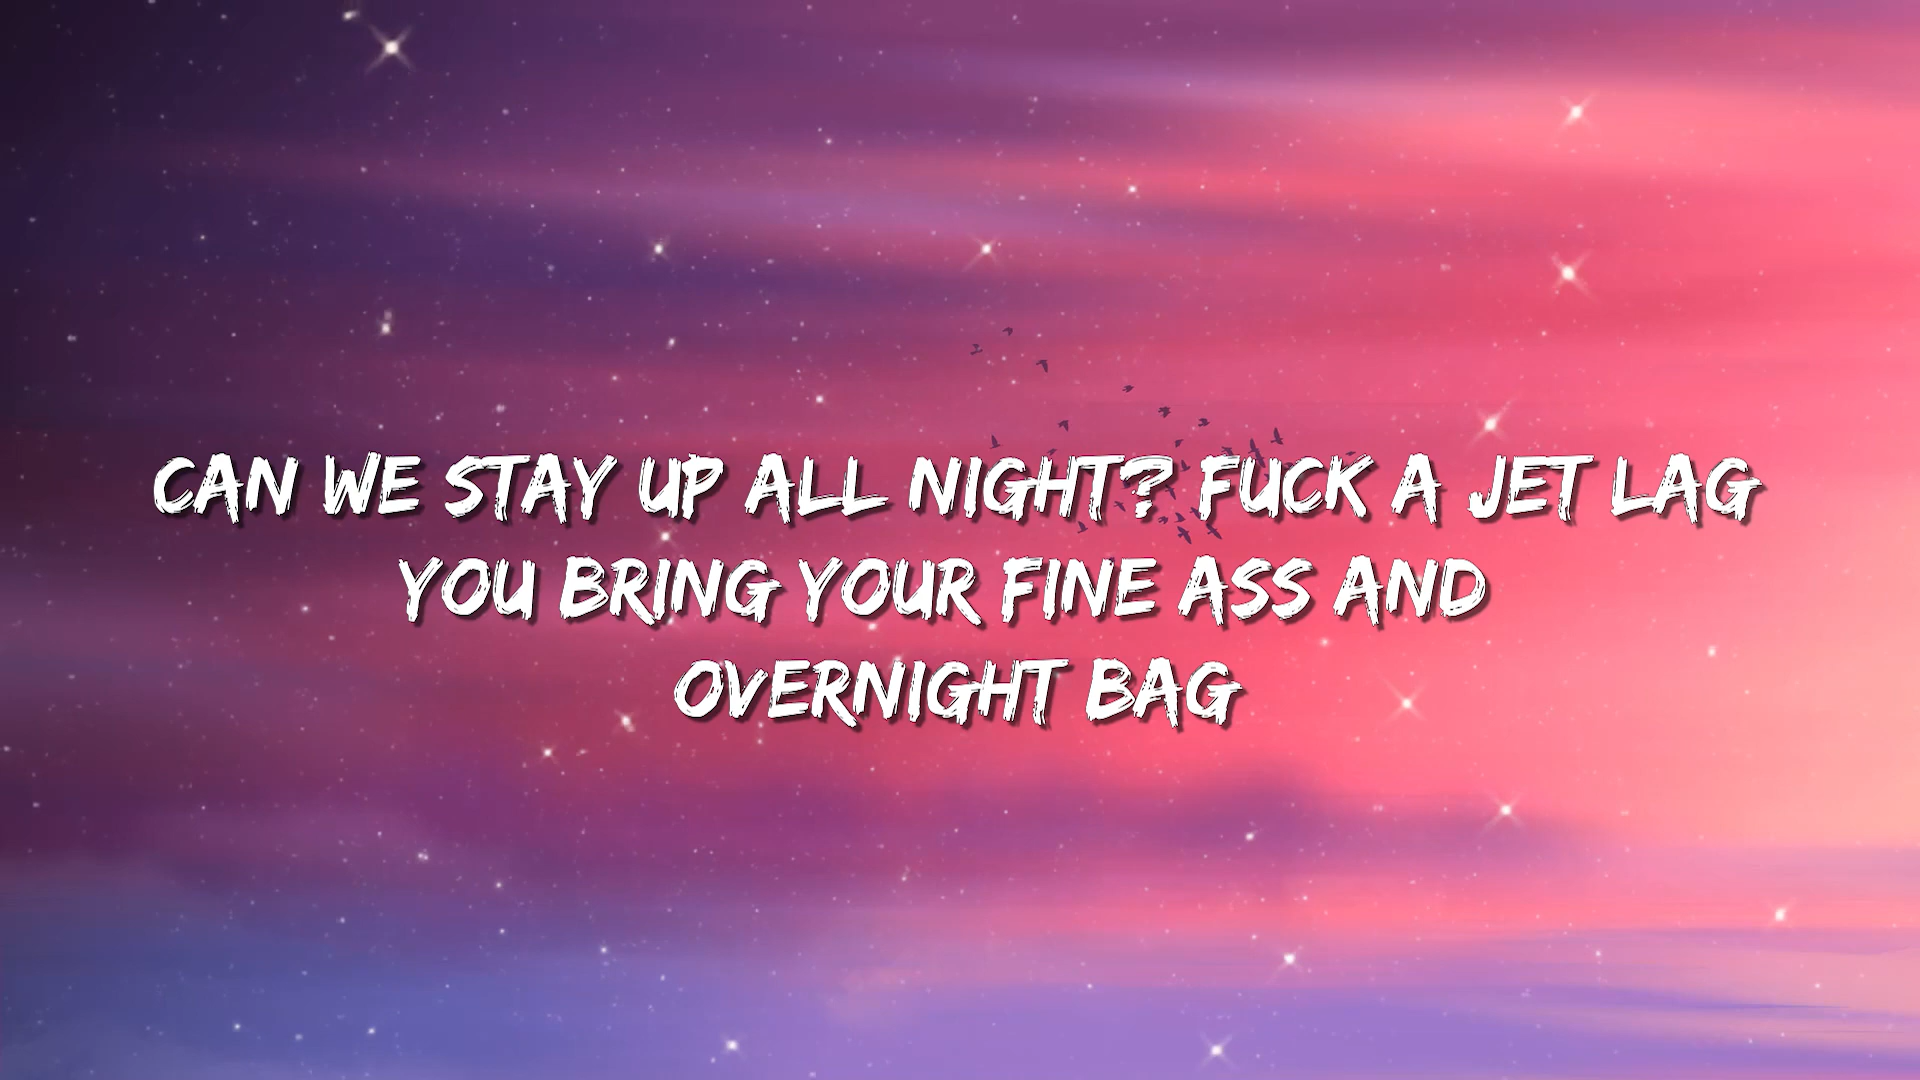 CAN WE STAY UP ALL NIGHT? FUCK A JET LAG
YOU BRING YOUR FINE ASS AND
OVERNIGHT BAG